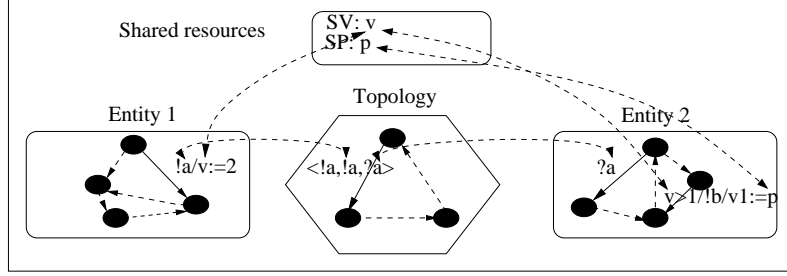 Shared resources
SV: v
SP: p
Entity 1
Topology
Entity 2
!a/v:=2
<!a,!a,?a>
?a
v>1/!b/v1:=p